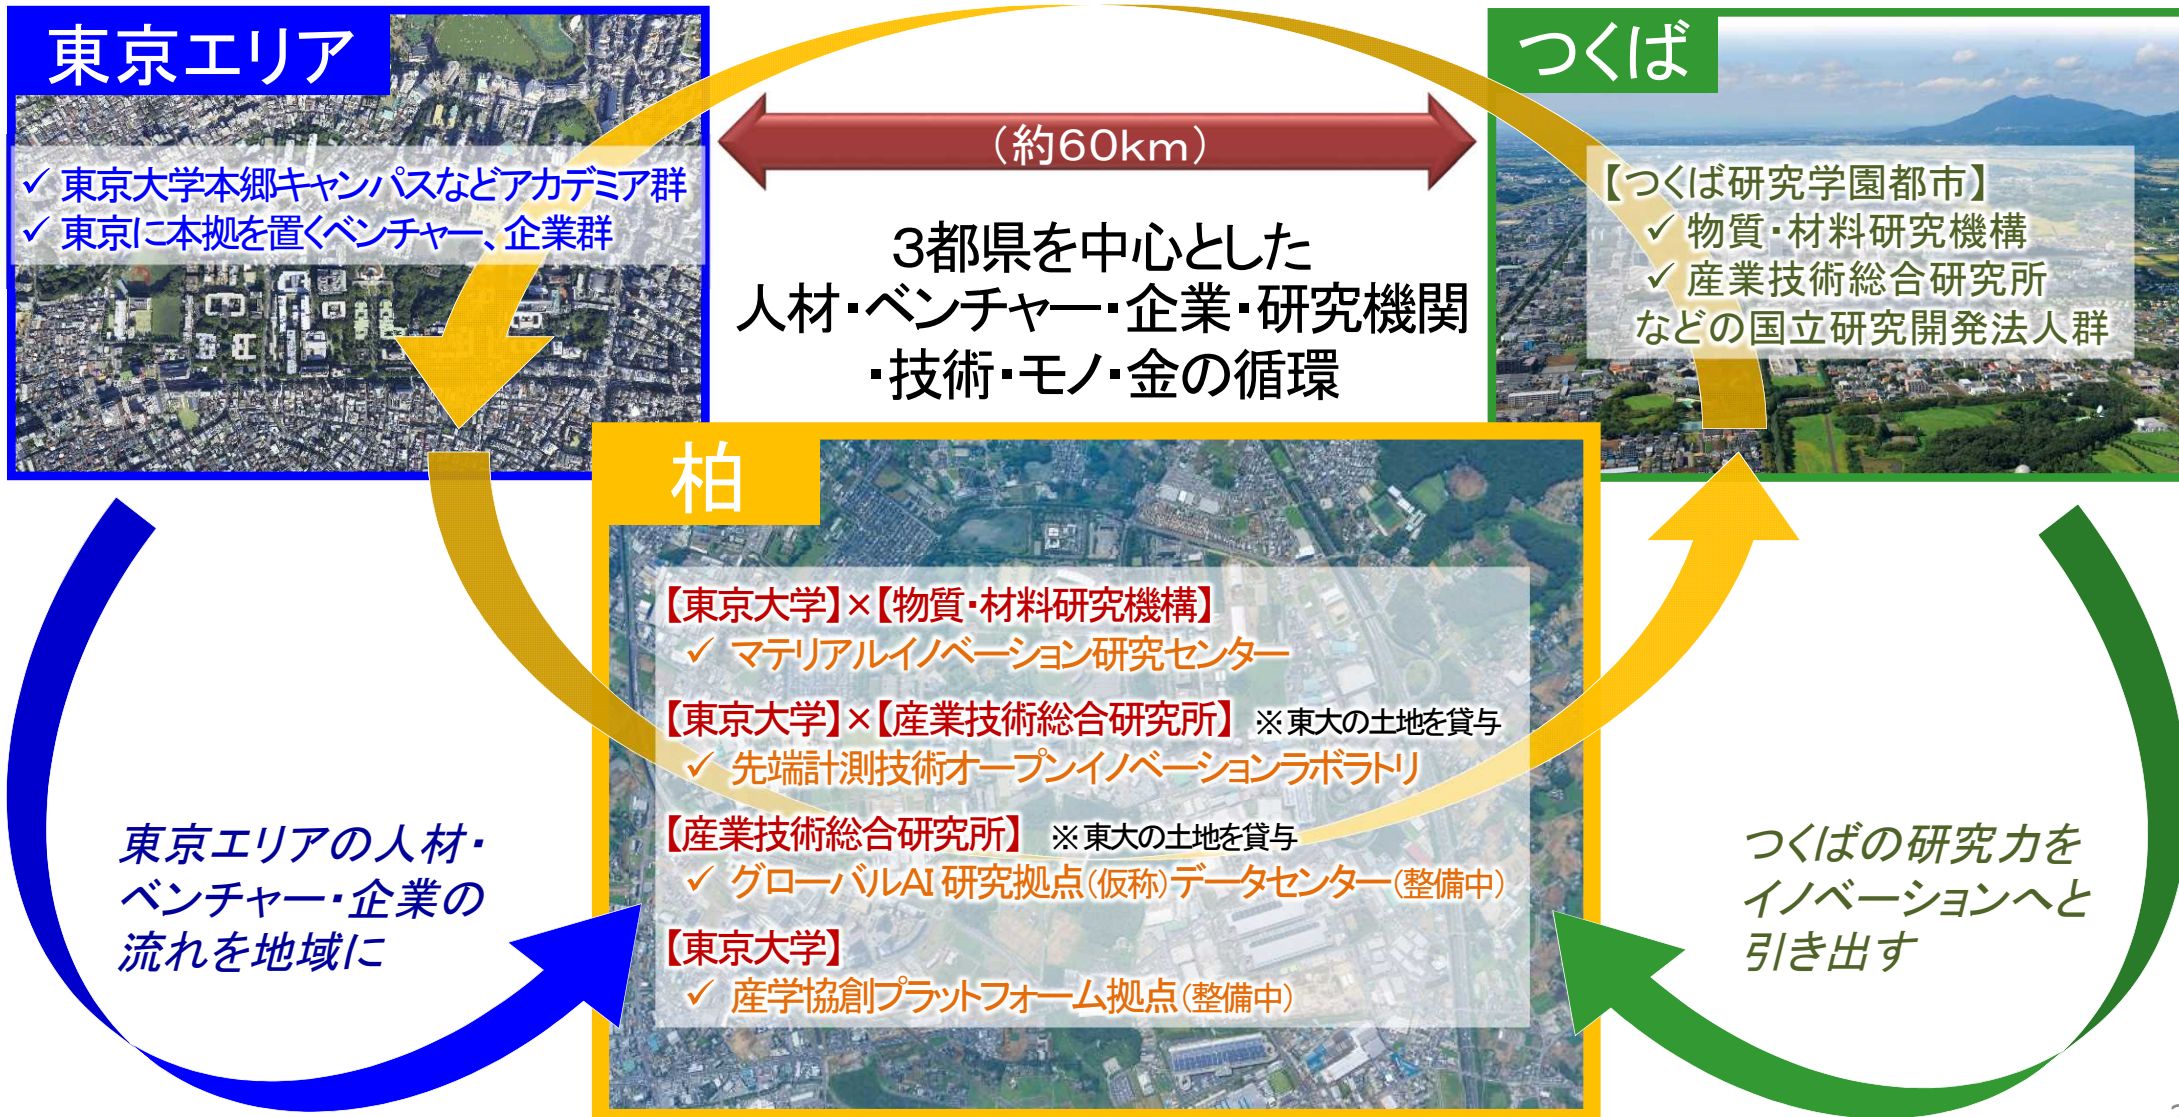 東京エリア
✓ 東京大学本郷キャンパスなどアカデミア群
✓ 東京に本拠を置くベンチャー、企業群
(約60km)
3都県を中心とした
人材・ベンチャー・企業・研究機関
・技術・モノ・金の循環
つくば
【つくば研究学園都市】
✓ 物質・材料研究機構
✓ 産業技術総合研究所
などの国立研究開発法人群
柏
【東京大学】×【物質・材料研究機構】
✓ マテリアルイノベーション研究センター
【東京大学】×【産業技術総合研究所】 ※東大の土地を貸与
✓ 先端計測技術オープンイノベーションラボラトリ
【産業技術総合研究所】 ※東大の土地を貸与
✓ グローバルAI研究拠点(仮称)データセンター(整備中)
【東京大学】
✓ 産学協創プラットフォーム拠点(整備中)
東京エリアの人材・
ベンチャー・企業の
流れを地域に
つくばの研究力を
イノベーションへと
引き出す